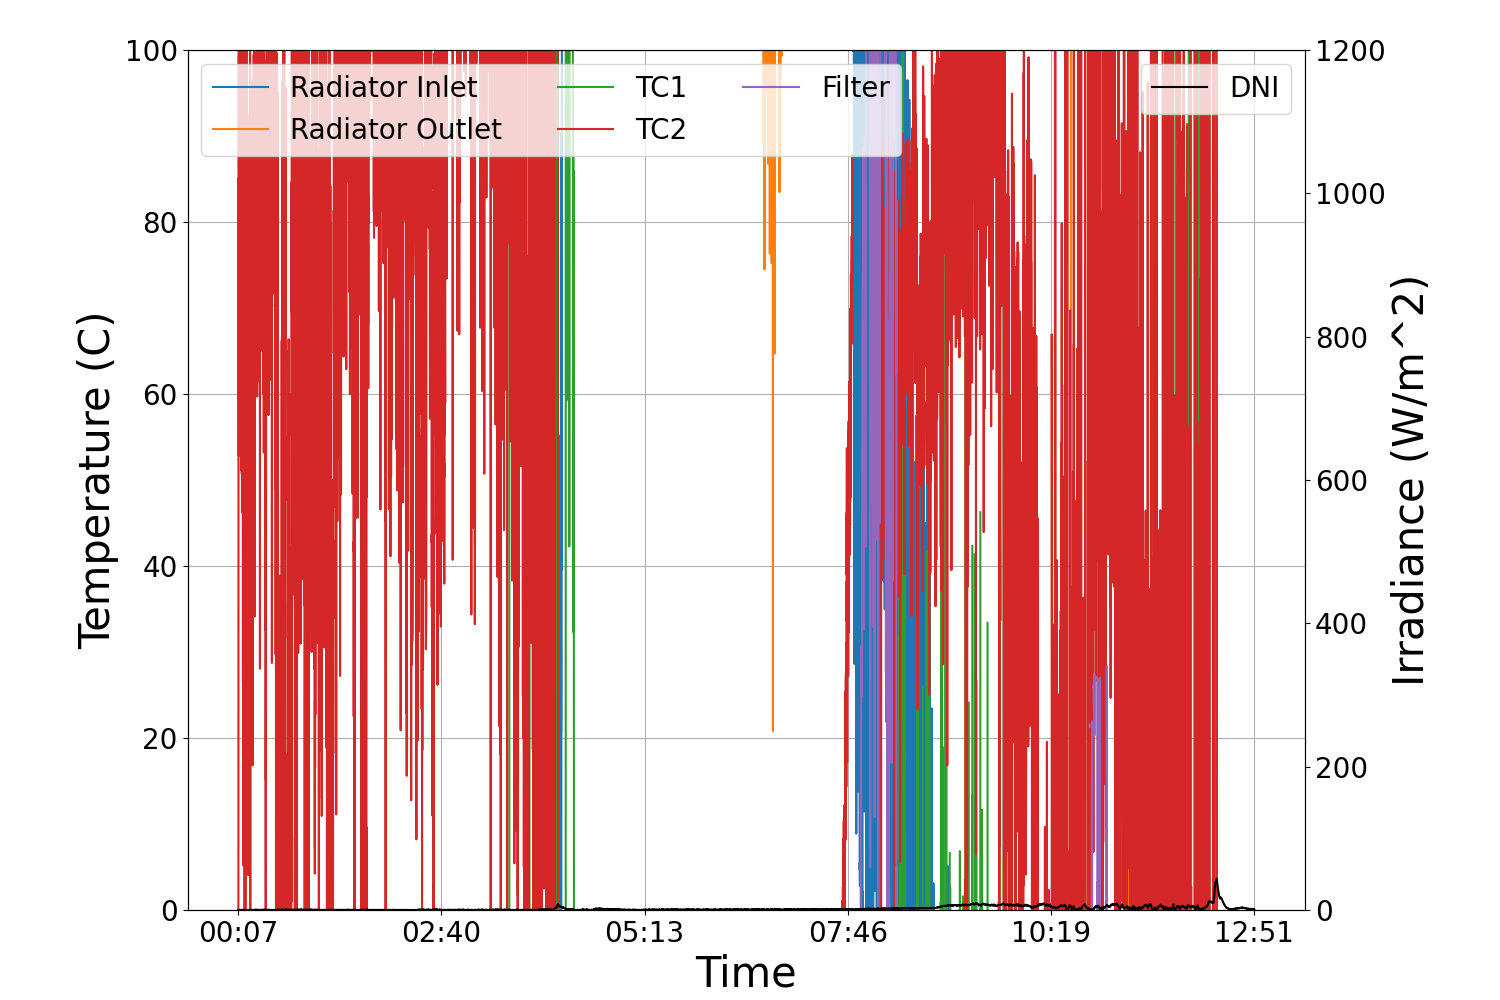 100
80
60
40
20
0
Temperature (C)
Radiator Inlet
Radiator Outlet
TC1
TC2
Filter
DNI
1200
1000
800
600
400
200
0
Irradiance (W/m^2)
00:07
02:40
05:13
07:46
10:19
12:51
Time